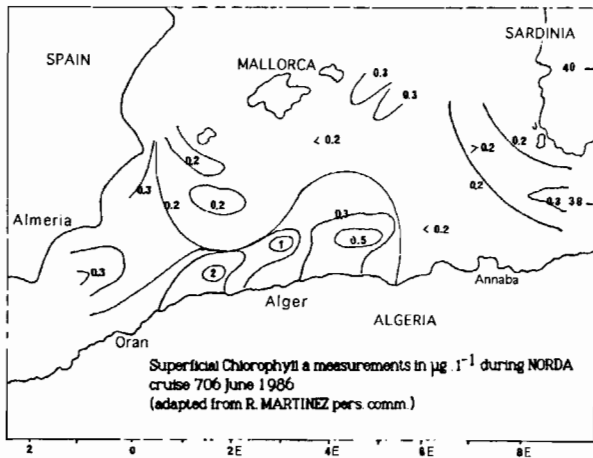 SARDINIA
SPAIN
MALLORCA
40
0.3
0.3
< 0.2
0.2
>0.2
0.2
0.3
0.2
0.2
0.2
0.3 38
Almeria
0.3
< 0.2
0.3
1
0.5
2
Annaba
Alger
ALGERIA
Oran
Superficial Chlorophyll a measurements in µg .l⁻¹ during NORDA
cruise 706 June 1986
(adapted from R. MARTINEZ pers. comm.)
2 0 2E 4E 6E 8E